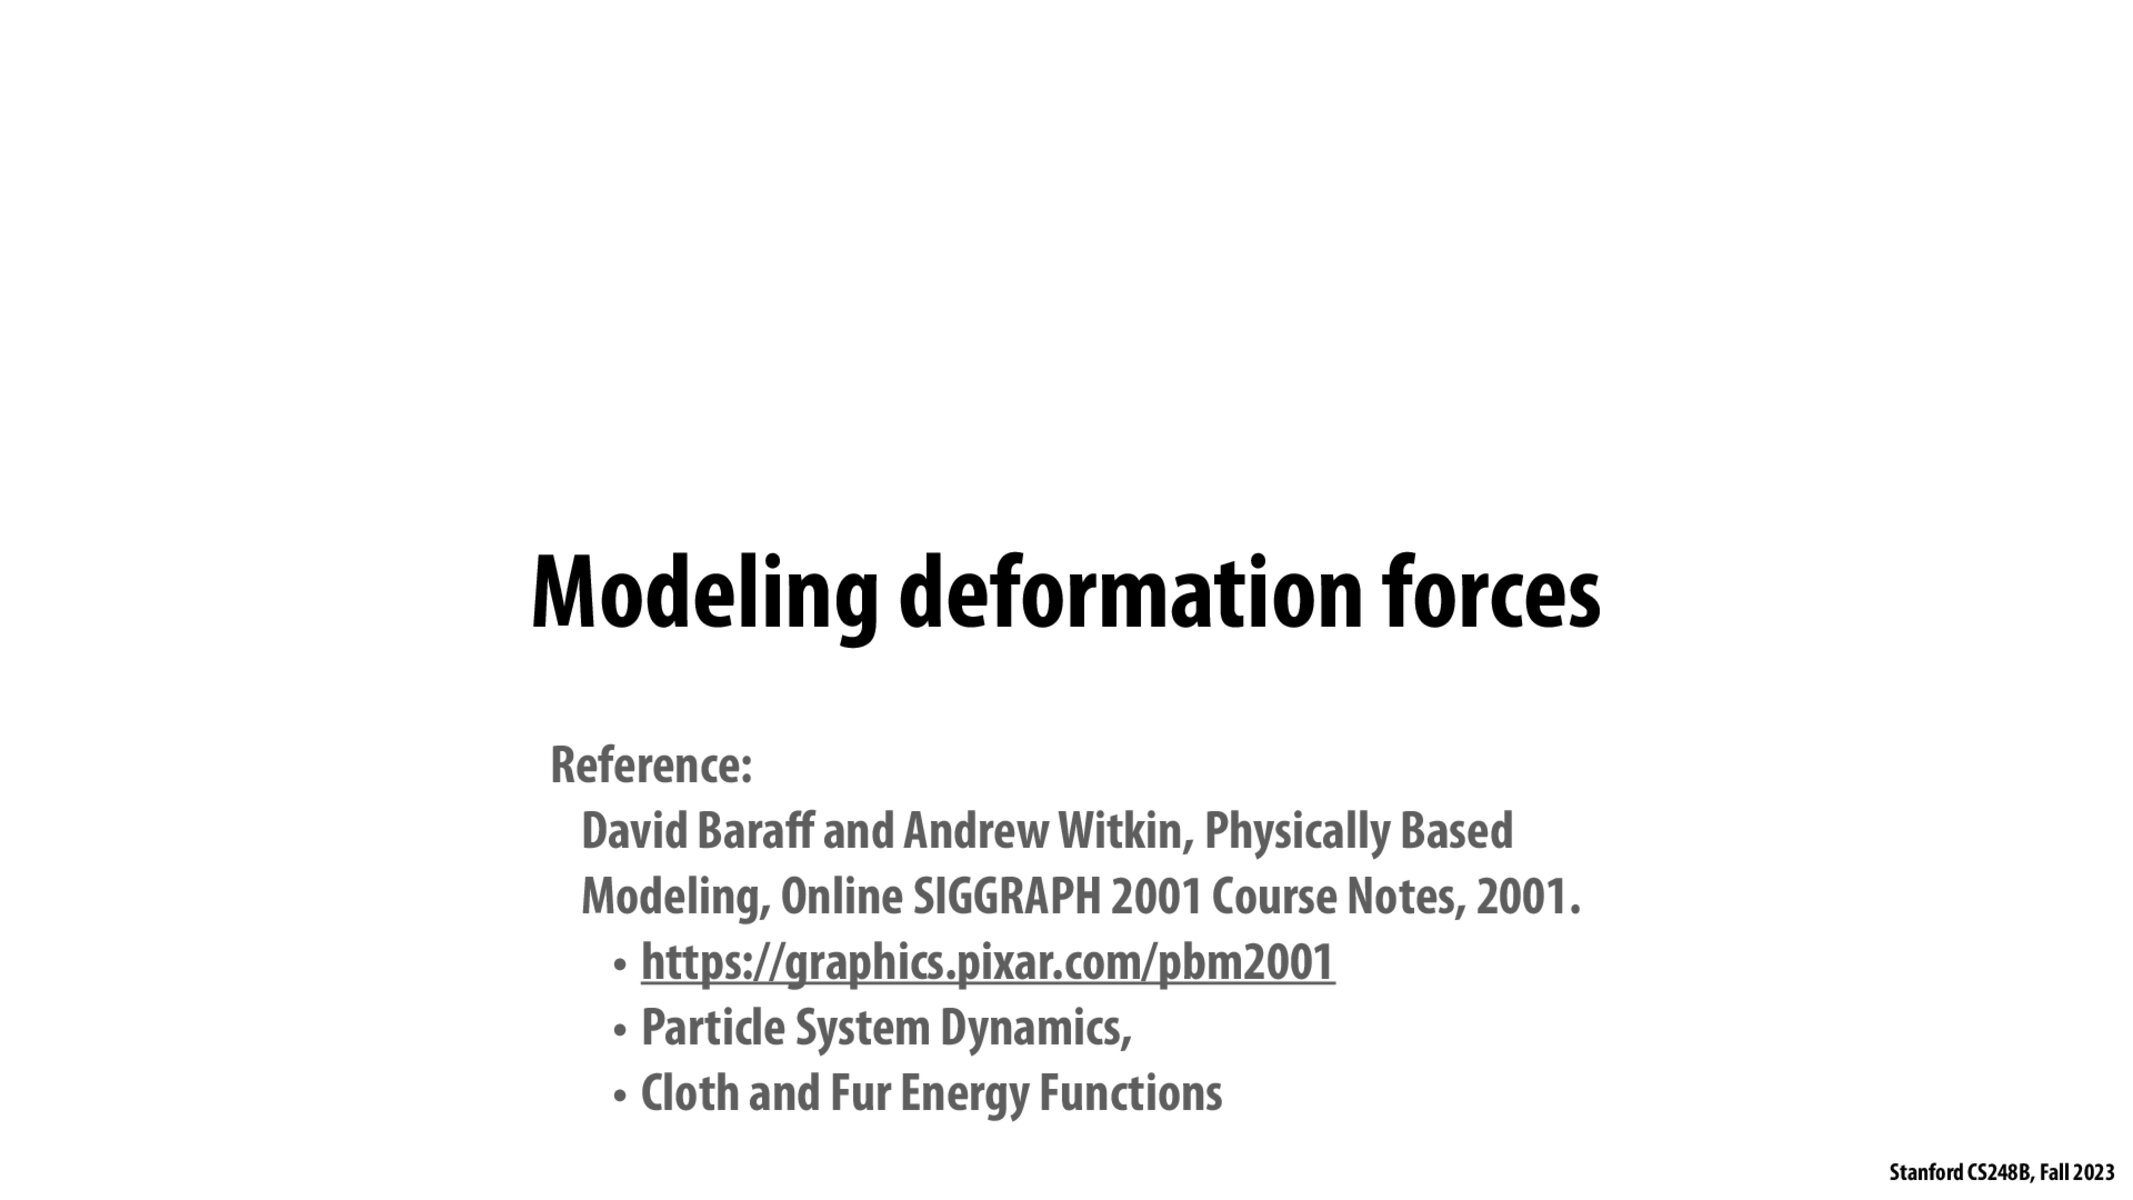 Modeling deformation forces
Reference:
David Baraff and Andrew Witkin, Physically Based
Modeling, Online SIGGRAPH 2001 Course Notes, 2001.
• https://graphics.pixar.com/pbm2001
• Particle System Dynamics,
• Cloth and Fur Energy Functions
Stanford CS248B, Fall 2023